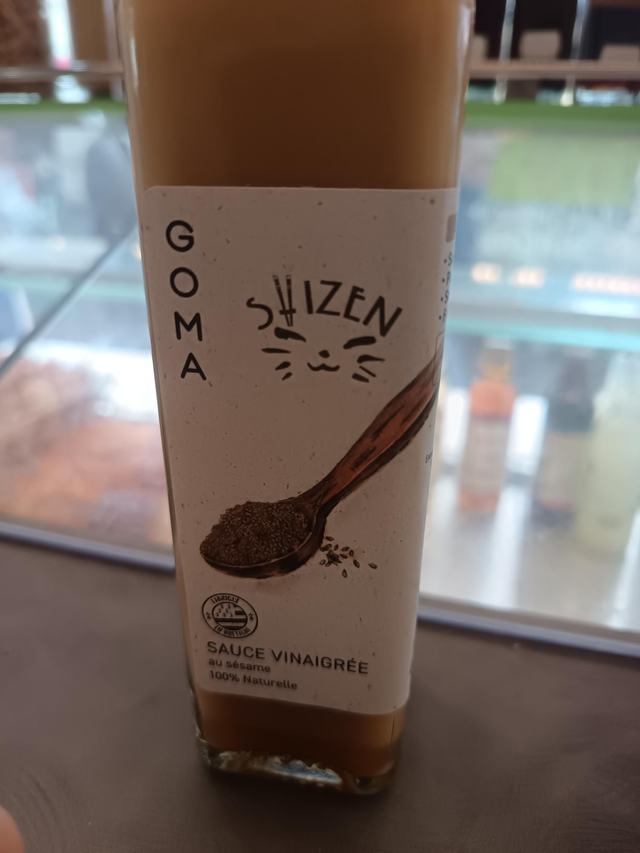 GOMA
SHIZEN
SAUCE VINAIGRÉE
au sésame
100% Naturelle